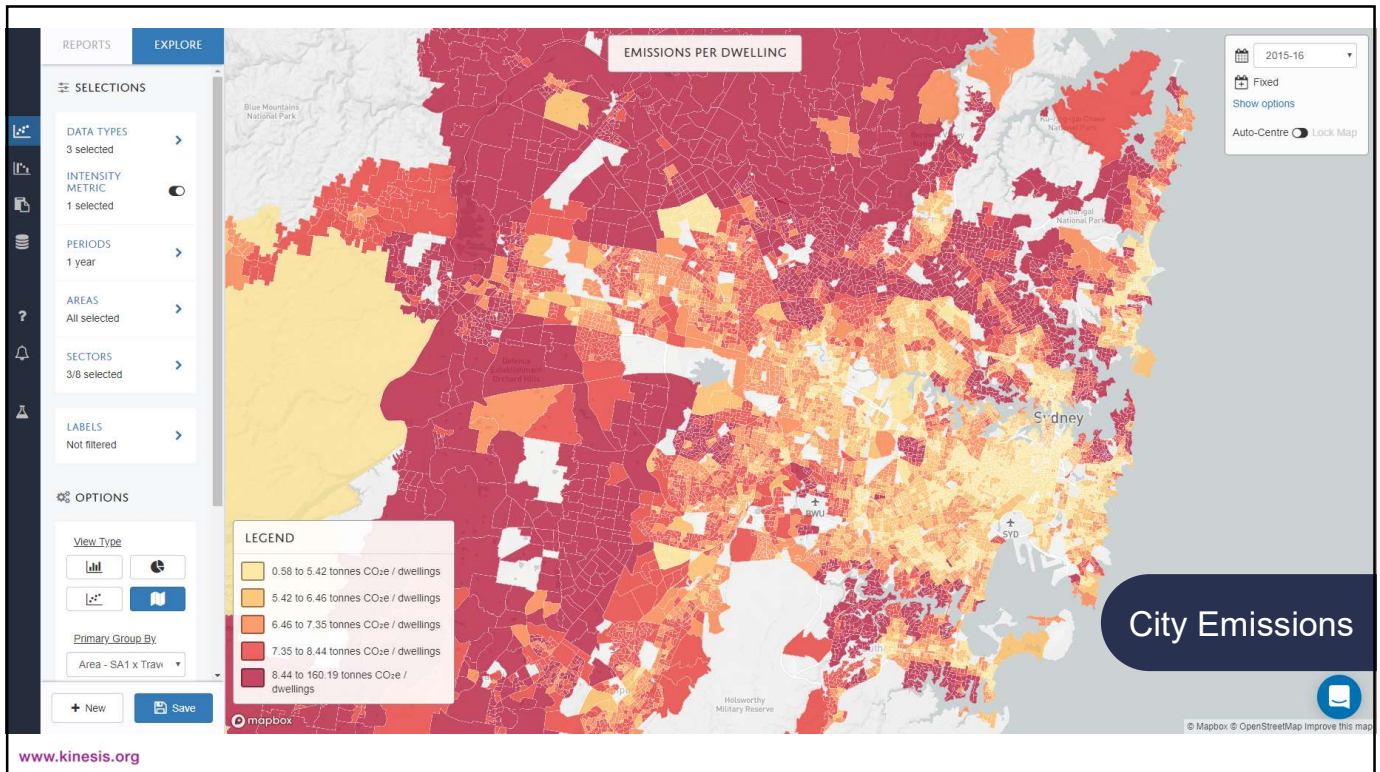 REPORTS
EXPLORE
SELECTIONS
DATA TYPES
3 selected
INTENSITY
METRIC
1 selected
PERIODS
1 year
AREAS
All selected
SECTORS
3/8 selected
LABELS
Not filtered
OPTIONS
View Type
Primary Group By
Area - SA1 x Trav
+ New
Save
EMISSIONS PER DWELLING
2015-16
Fixed
Show options
Auto-Centre
Lock Map
Blue Mountains
National Park
National Park
National Park
Defence
Establishment
Orchard Hills
Sydney
BWU
SYD
Holsworthy
Military Reserve
LEGEND
0.58 to 5.42 tonnes CO₂e / dwellings
5.42 to 6.46 tonnes CO₂e / dwellings
6.46 to 7.35 tonnes CO₂e / dwellings
7.35 to 8.44 tonnes CO₂e / dwellings
8.44 to 160.19 tonnes CO₂e /
dwellings
mapbox
City Emissions
© Mapbox © OpenStreetMap Improve this map
www.kinesis.org